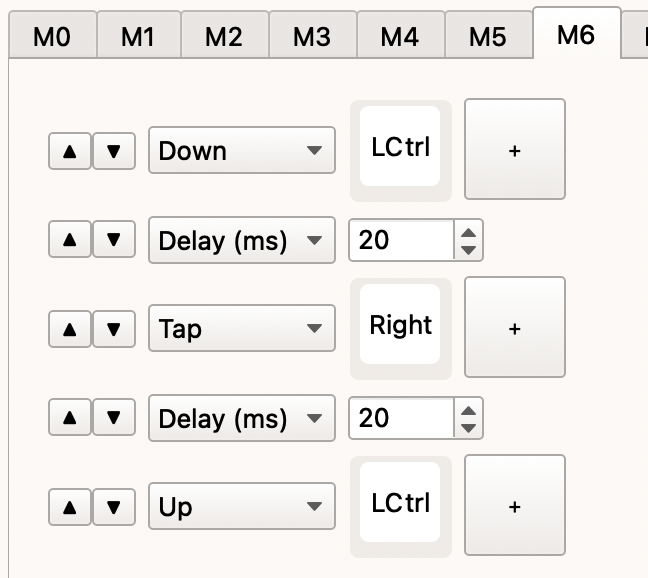 M0 M1 M2 M3 M4 M5 M6
▲ ▼ Down LCtrl +
▲ ▼ Delay (ms) 20
▲ ▼ Tap Right +
▲ ▼ Delay (ms) 20
▲ ▼ Up LCtrl +